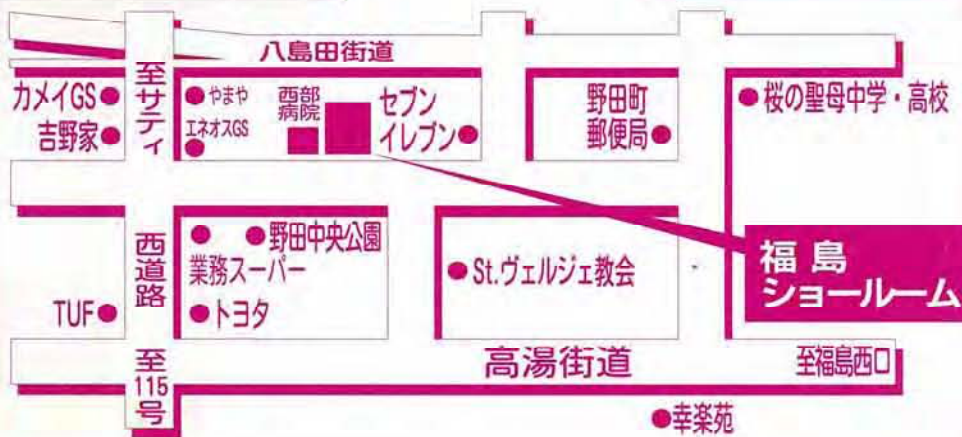 八島田街道
至サティ
カメイGS
吉野家
やまや
エネオスGS
西部
病院
セブン
イレブン
野田町
郵便局
桜の聖母中学・高校
西道路
野田中央公園
業務スーパー
トヨタ
TUF
St.ヴェルジェ教会
福島
ショールーム
至115号
高湯街道
至福島西口
幸楽苑